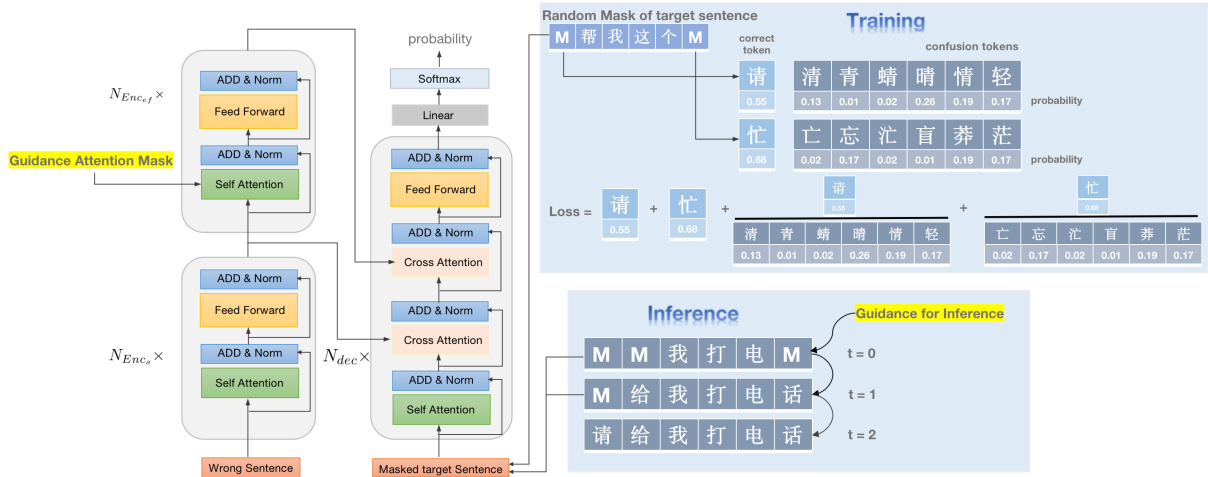 Random Mask of target sentence
M 帮 我 这 个 M
Training
correct token
confusion tokens
请 清 青 蜻 晴 情 轻
0.55 0.13 0.01 0.02 0.26 0.19 0.17 probability
忙 亡 忘 汒 盲 莽 茫
0.68 0.02 0.17 0.02 0.01 0.19 0.17
probability
Loss = 请 0.55 + 忙 0.68 + 请 0.55
清 青 蜻 晴 情 轻
0.13 0.01 0.02 0.26 0.19 0.17
+ 忙 0.68
亡 忘 汒 盲 莽 茫
0.02 0.17 0.02 0.01 0.19 0.17
Inference
Guidance for Inference
M M 我 打 电 M t = 0
M 给 我 打 电 话 t = 1
请 给 我 打 电 话 t = 2
probability
Softmax
Linear
ADD & Norm
Feed Forward
ADD & Norm
Cross Attention
ADD & Norm
Cross Attention
ADD & Norm
Self Attention
Masked target Sentence
N_dec ×
N_Enc_ef ×
ADD & Norm
Feed Forward
ADD & Norm
Self Attention
Guidance Attention Mask
N_Enc_s ×
ADD & Norm
Feed Forward
ADD & Norm
Self Attention
Wrong Sentence